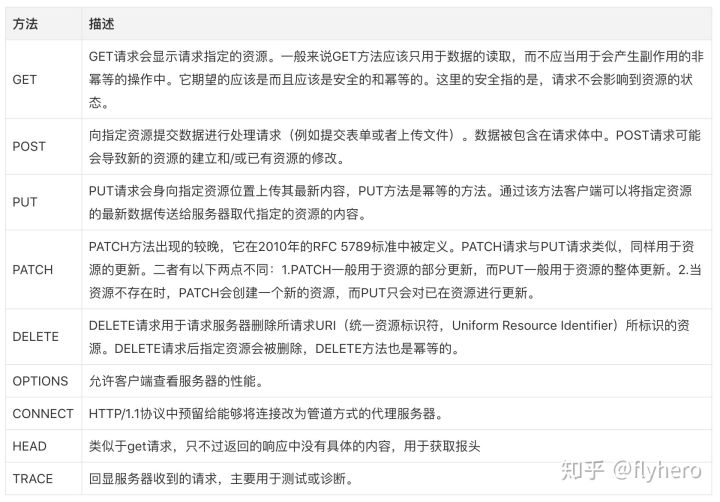 方法 描述
GET GET请求会显示请求指定的资源。一般来说GET方法应该只用于数据的读取，而不应当用于会产生副作用的非
幂等的操作中。它期望的应该是而且应该是安全的和幂等的。这里的安全指的是，请求不会影响到资源的状
态。
POST 向指定资源提交数据进行处理请求（例如提交表单或者上传文件）。数据被包含在请求体中。POST请求可能
会导致新的资源的建立和/或已有资源的修改。
PUT PUT请求会身向指定资源位置上传其最新内容，PUT方法是幂等的方法。通过该方法客户端可以将指定资源
的最新数据传送给服务器取代指定的资源的内容。
PATCH PATCH方法出现的较晚，它在2010年的RFC 5789标准中被定义。PATCH请求与PUT请求类似，同样用于资
源的更新。二者有以下两点不同：1.PATCH一般用于资源的部分更新，而PUT一般用于资源的整体更新。2.当
资源不存在时，PATCH会创建一个新的资源，而PUT只会对已在资源进行更新。
DELETE DELETE请求用于请求服务器删除所请求URI（统一资源标识符，Uniform Resource Identifier）所标识的资
源。DELETE请求后指定资源会被删除，DELETE方法也是幂等的。
OPTIONS 允许客户端查看服务器的性能。
CONNECT HTTP/1.1协议中预留给能够将连接改为管道方式的代理服务器。
HEAD 类似于get请求，只不过返回的响应中没有具体的内容，用于获取报头
TRACE 回显服务器收到的请求，主要用于测试或诊断。
知乎 @flyhero